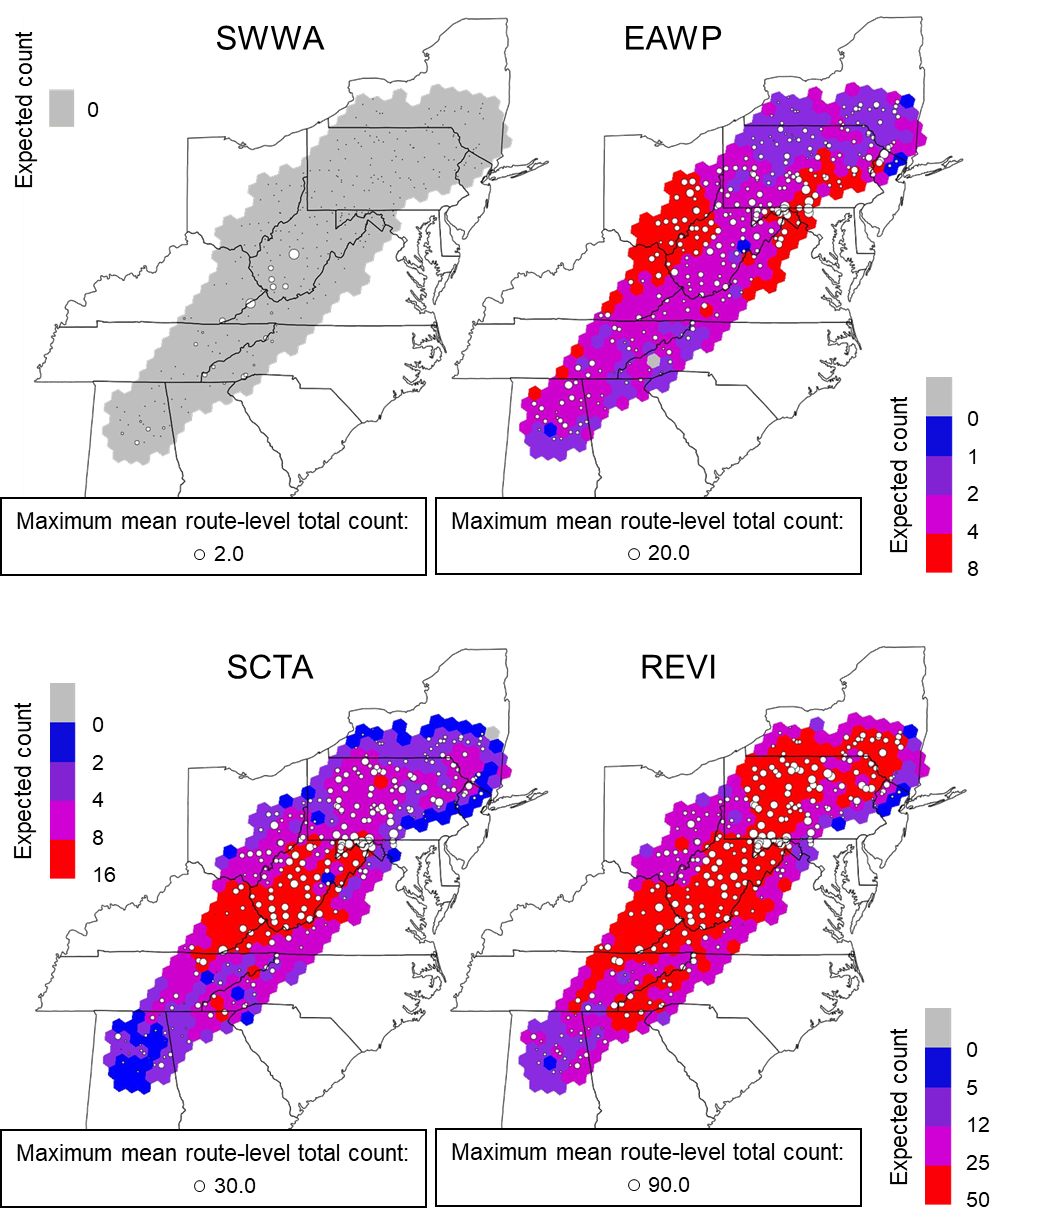 SWWA
EAWP
Expected count
0
Expected count
0
1
2
4
8
Maximum mean route-level total count:
2.0
Maximum mean route-level total count:
20.0
SCTA
REVI
Expected count
0
2
4
8
16
Expected count
0
5
12
25
50
Maximum mean route-level total count:
30.0
Maximum mean route-level total count:
90.0